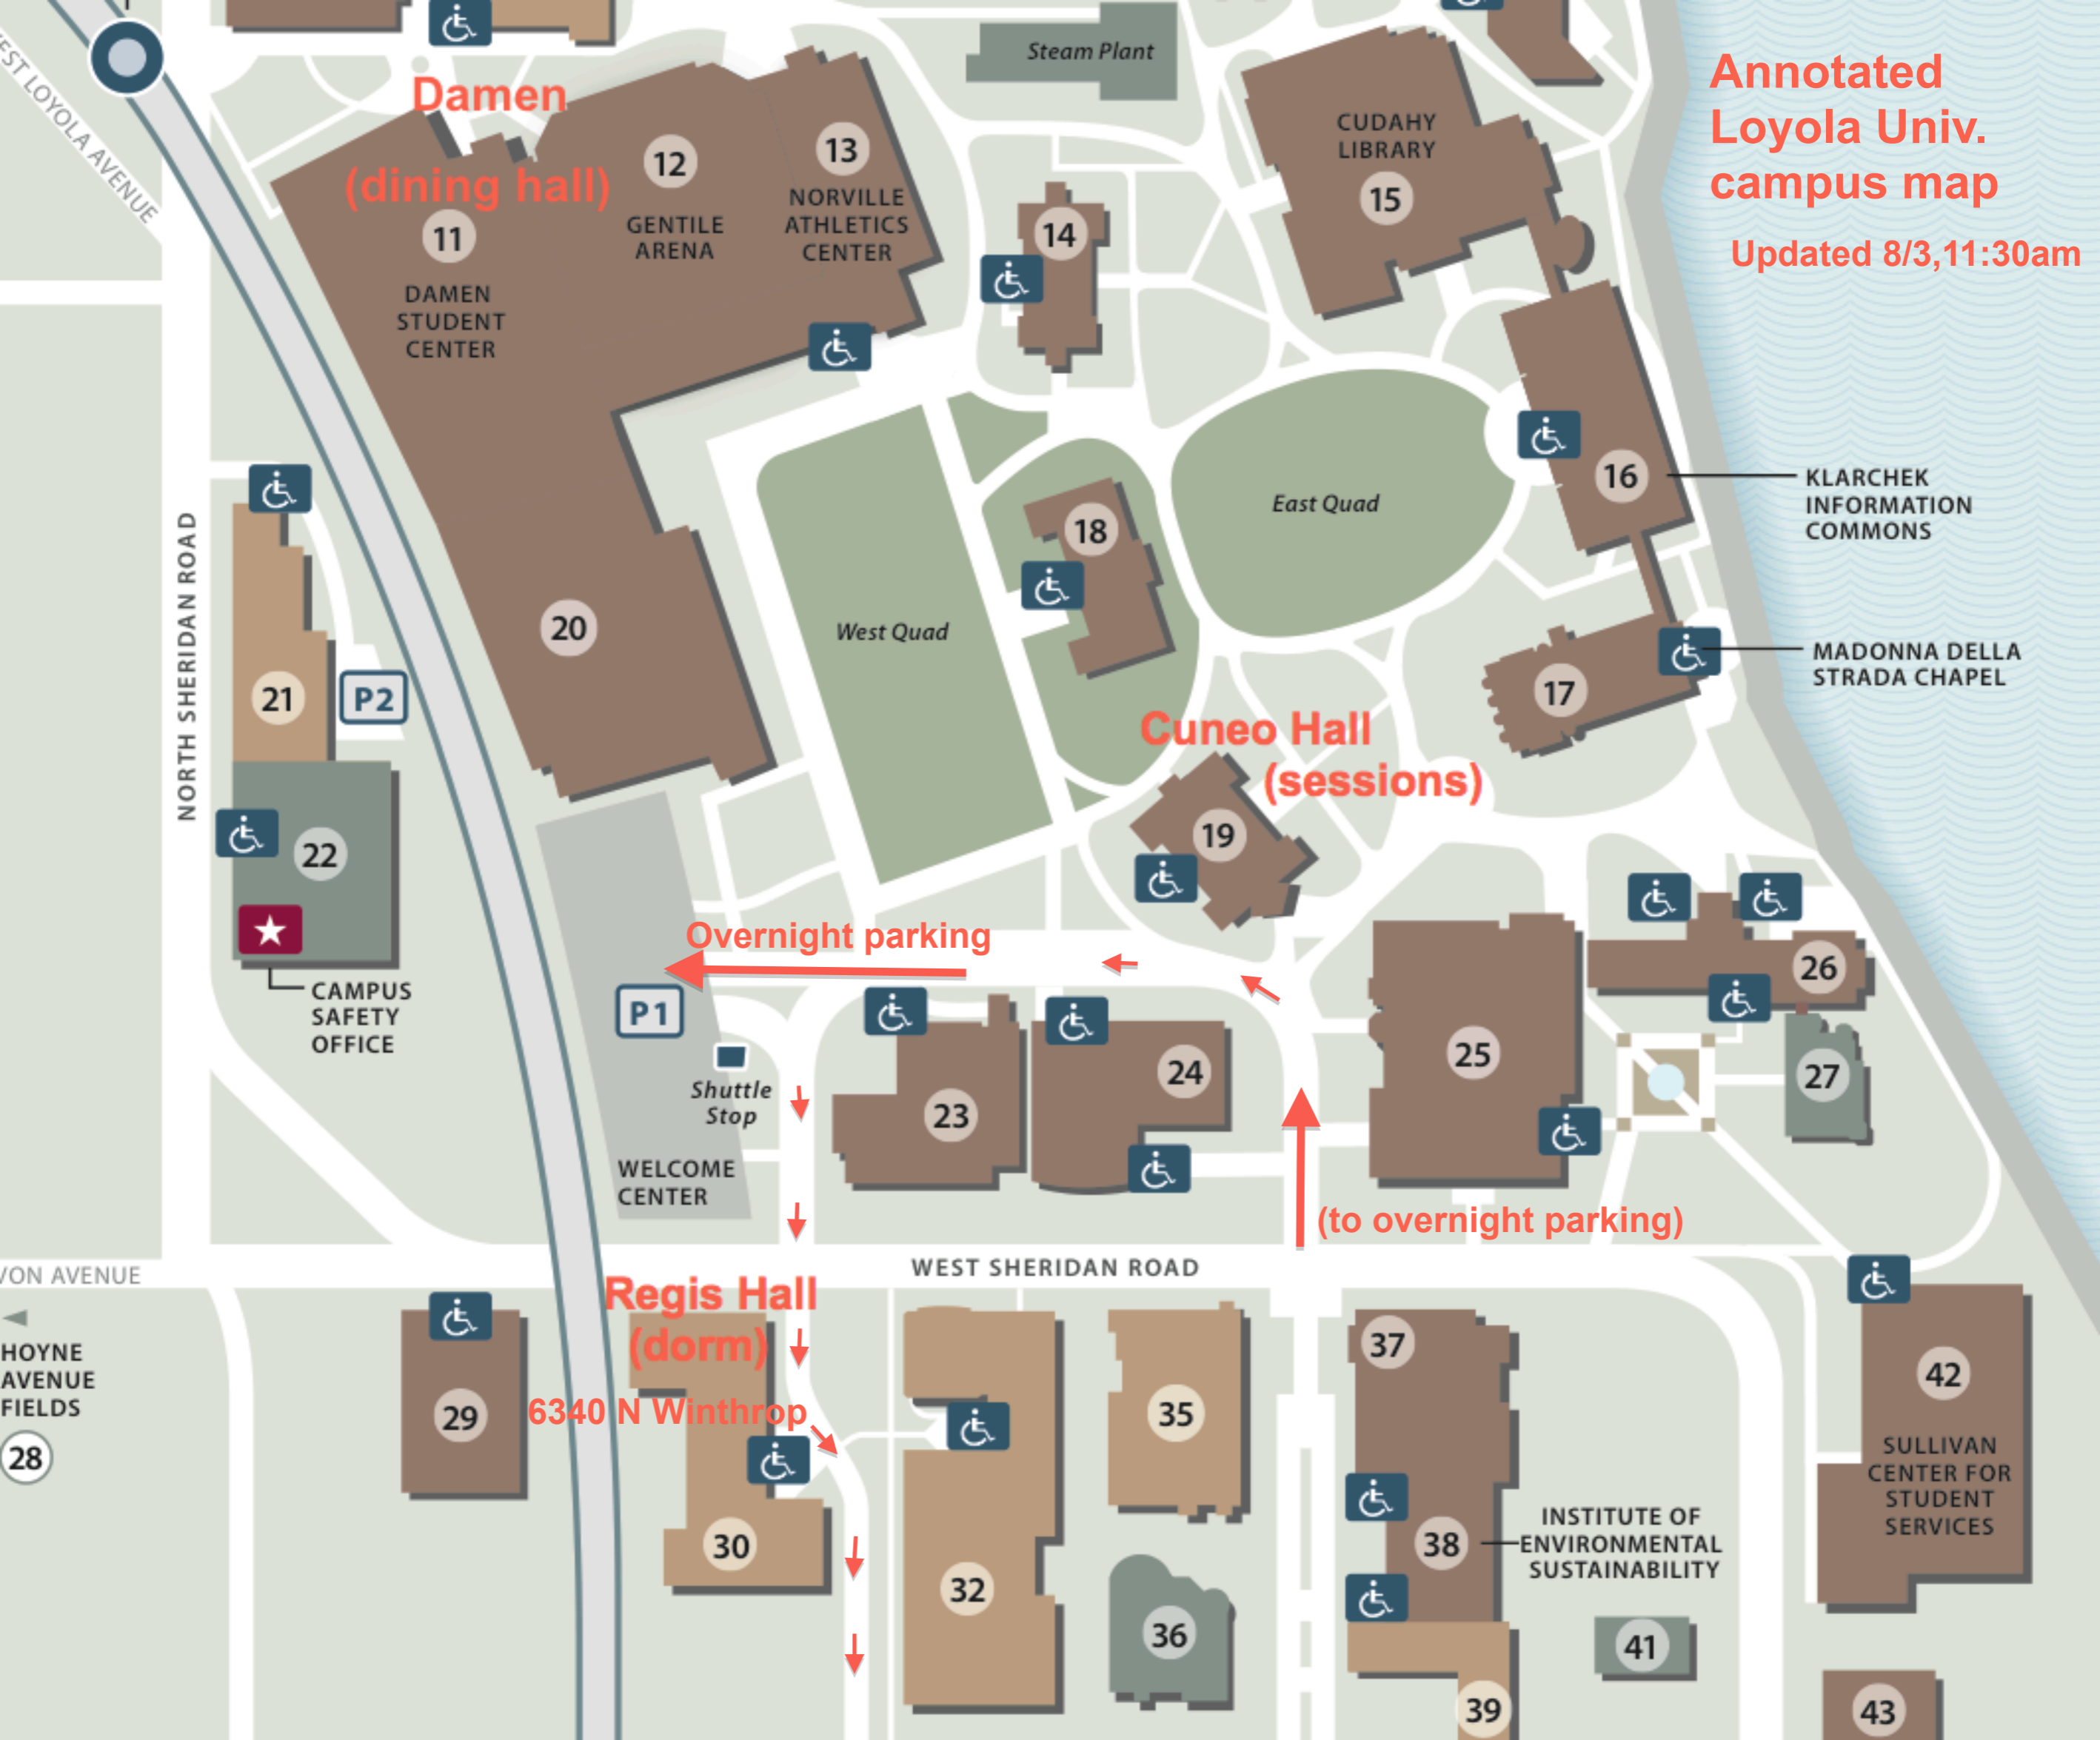 Annotated
Loyola Univ.
campus map
Updated 8/3,11:30am
Steam Plant
Damen
(dining hall)
11
DAMEN
STUDENT
CENTER
12
GENTILE
ARENA
13
NORVILLE
ATHLETICS
CENTER
14
CUDAHY
LIBRARY
15
EST LOYOLA AVENUE
NORTH SHERIDAN ROAD
16
KLARCHEK
INFORMATION
COMMONS
East Quad
18
West Quad
20
17
MADONNA DELLA
STRADA CHAPEL
21
P2
Cuneo Hall
(sessions)
19
22
CAMPUS
SAFETY
OFFICE
Overnight parking
P1
Shuttle
Stop
WELCOME
CENTER
23
24
25
26
27
(to overnight parking)
VON AVENUE
WEST SHERIDAN ROAD
HOYNE
AVENUE
FIELDS
28
29
Regis Hall
(dorm)
6340 N Winthrop
30
32
35
36
37
38
INSTITUTE OF
ENVIRONMENTAL
SUSTAINABILITY
39
41
42
SULLIVAN
CENTER FOR
STUDENT
SERVICES
43